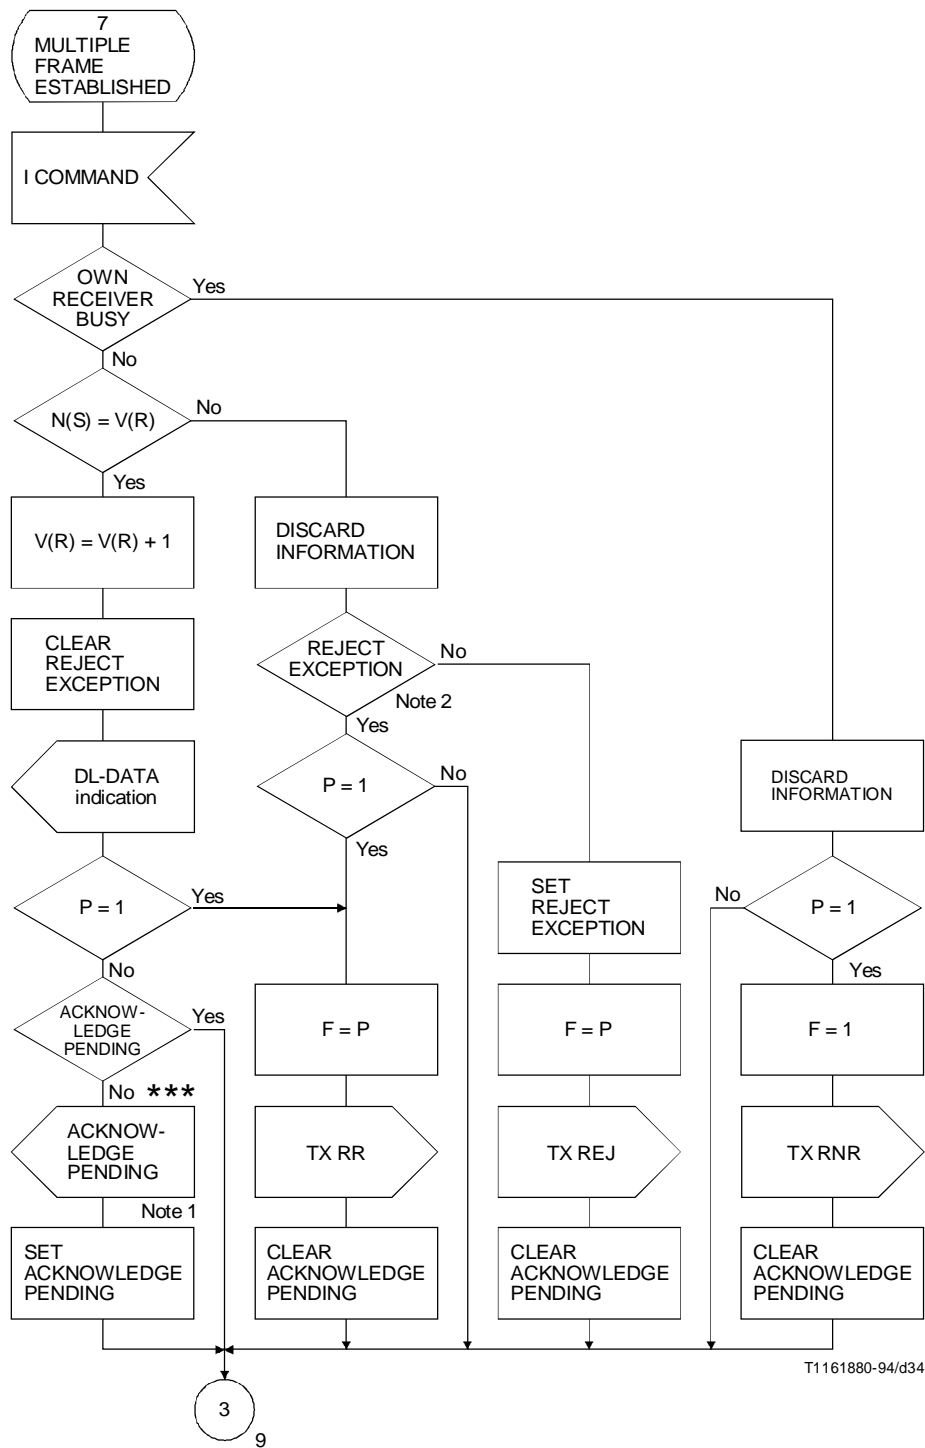 7
MULTIPLE
FRAME
ESTABLISHED
I COMMAND
OWN
RECEIVER
BUSY
Yes
No
N(S) = V(R)
No
Yes
V(R) = V(R) + 1
DISCARD
INFORMATION
CLEAR
REJECT
EXCEPTION
REJECT
EXCEPTION
No
Note 2
Yes
DL-DATA
indication
P = 1
No
Yes
DISCARD
INFORMATION
P = 1
Yes
No
SET
REJECT
EXCEPTION
No
P = 1
Yes
ACKNOW-
LEDGE
PENDING
Yes
No ***
F = P
F = P
F = 1
ACKNOW-
LEDGE
PENDING
Note 1
TX RR
TX REJ
TX RNR
SET
ACKNOWLEDGE
PENDING
CLEAR
ACKNOWLEDGE
PENDING
CLEAR
ACKNOWLEDGE
PENDING
CLEAR
ACKNOWLEDGE
PENDING
T1161880-94/d34
3
9